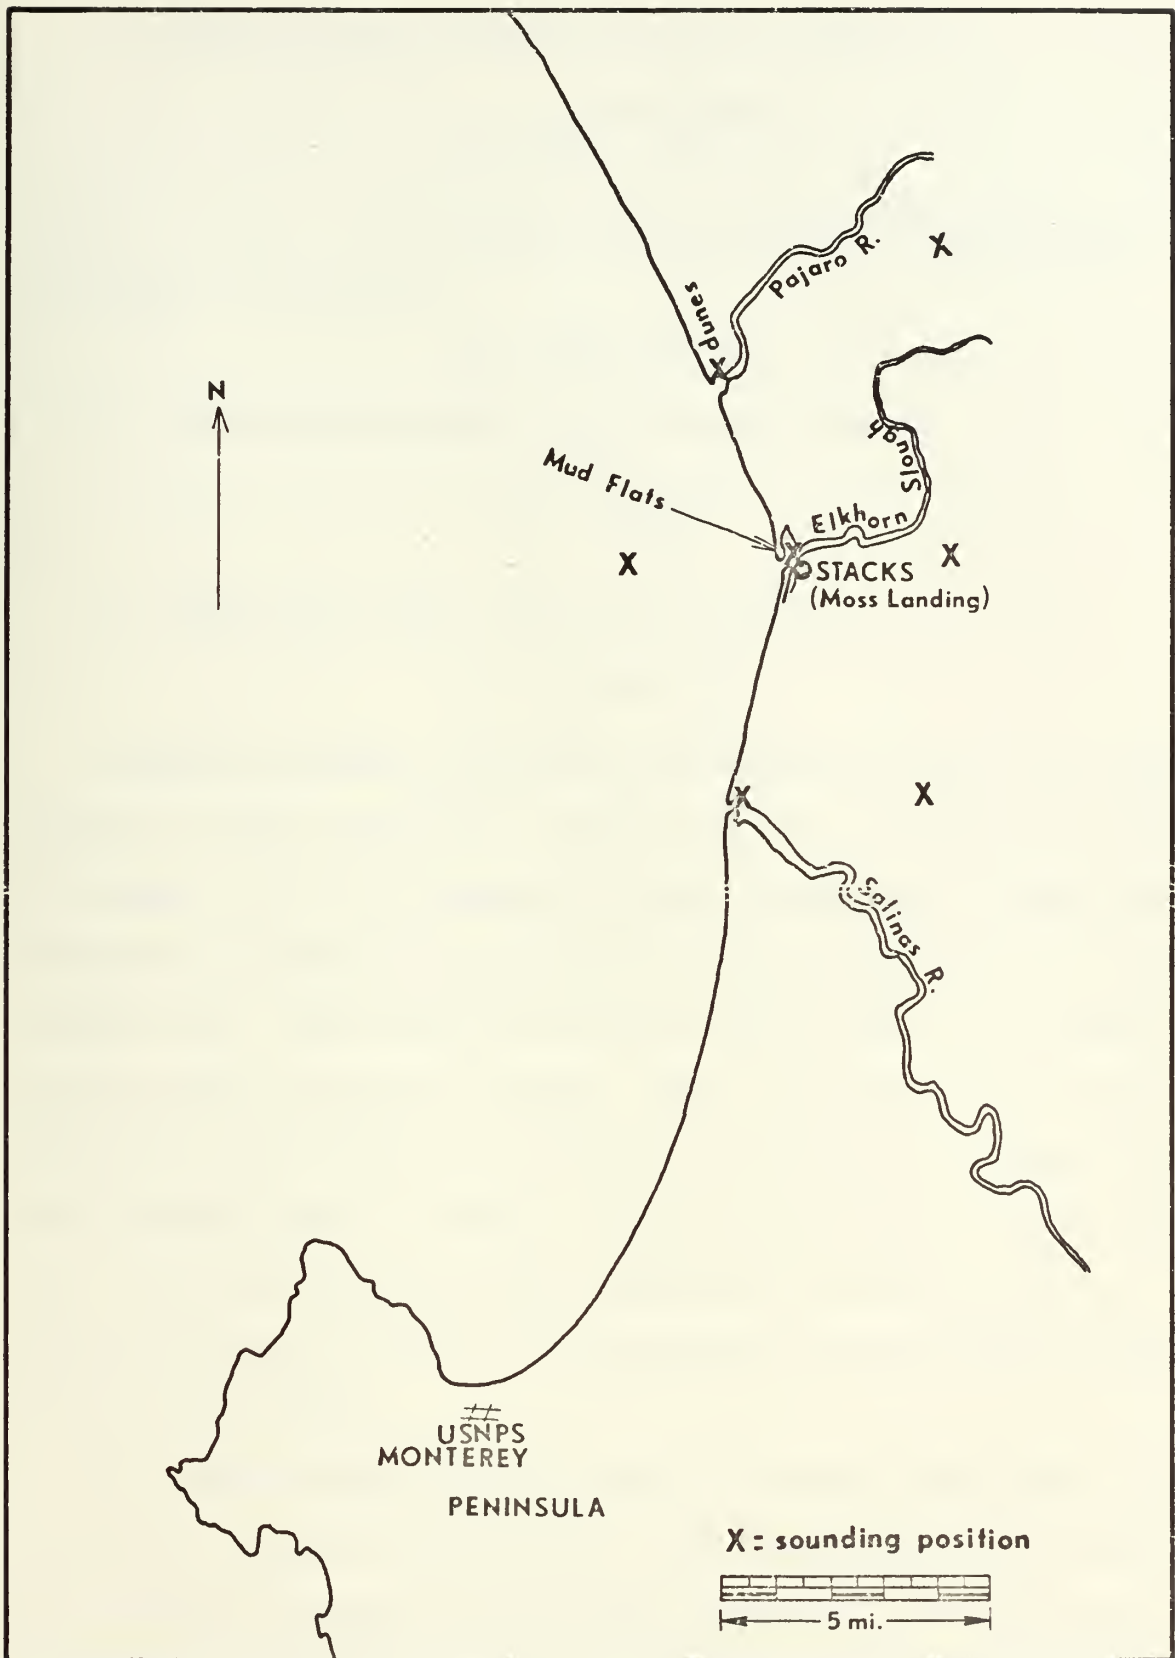 Pajaro R.
X
dunes
X
N
Slough
Mud Flats
Elkhorn
X
X
X
STACKS
(Moss Landing)
X
X
Salinas R.
USNPS
MONTEREY
PENINSULA
X = sounding position
5 mi.